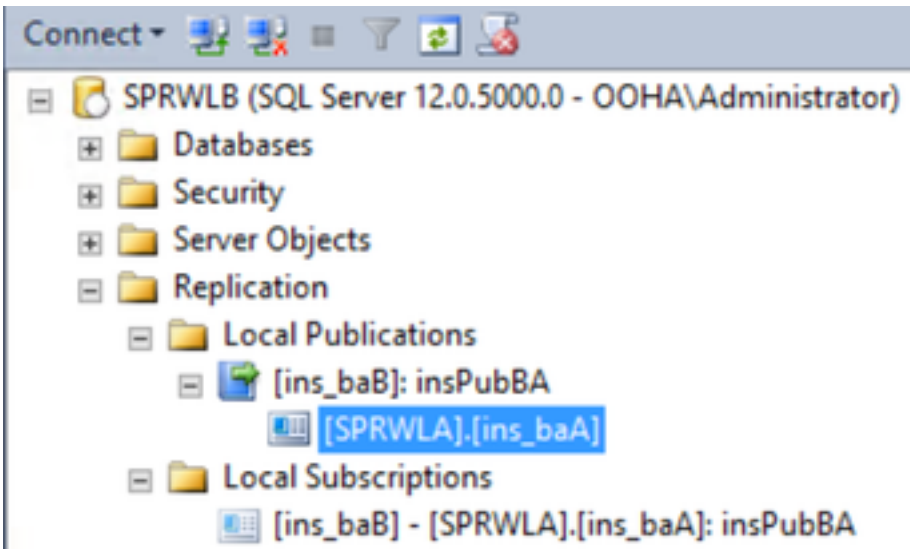 Connect
SPRWLB (SQL Server 12.0.5000.0 - OOHA\Administrator)
Databases
Security
Server Objects
Replication
Local Publications
[ins_baB]: insPubBA
[SPRWLA].[ins_baA]
Local Subscriptions
[ins_baB] - [SPRWLA].[ins_baA]: insPubBA